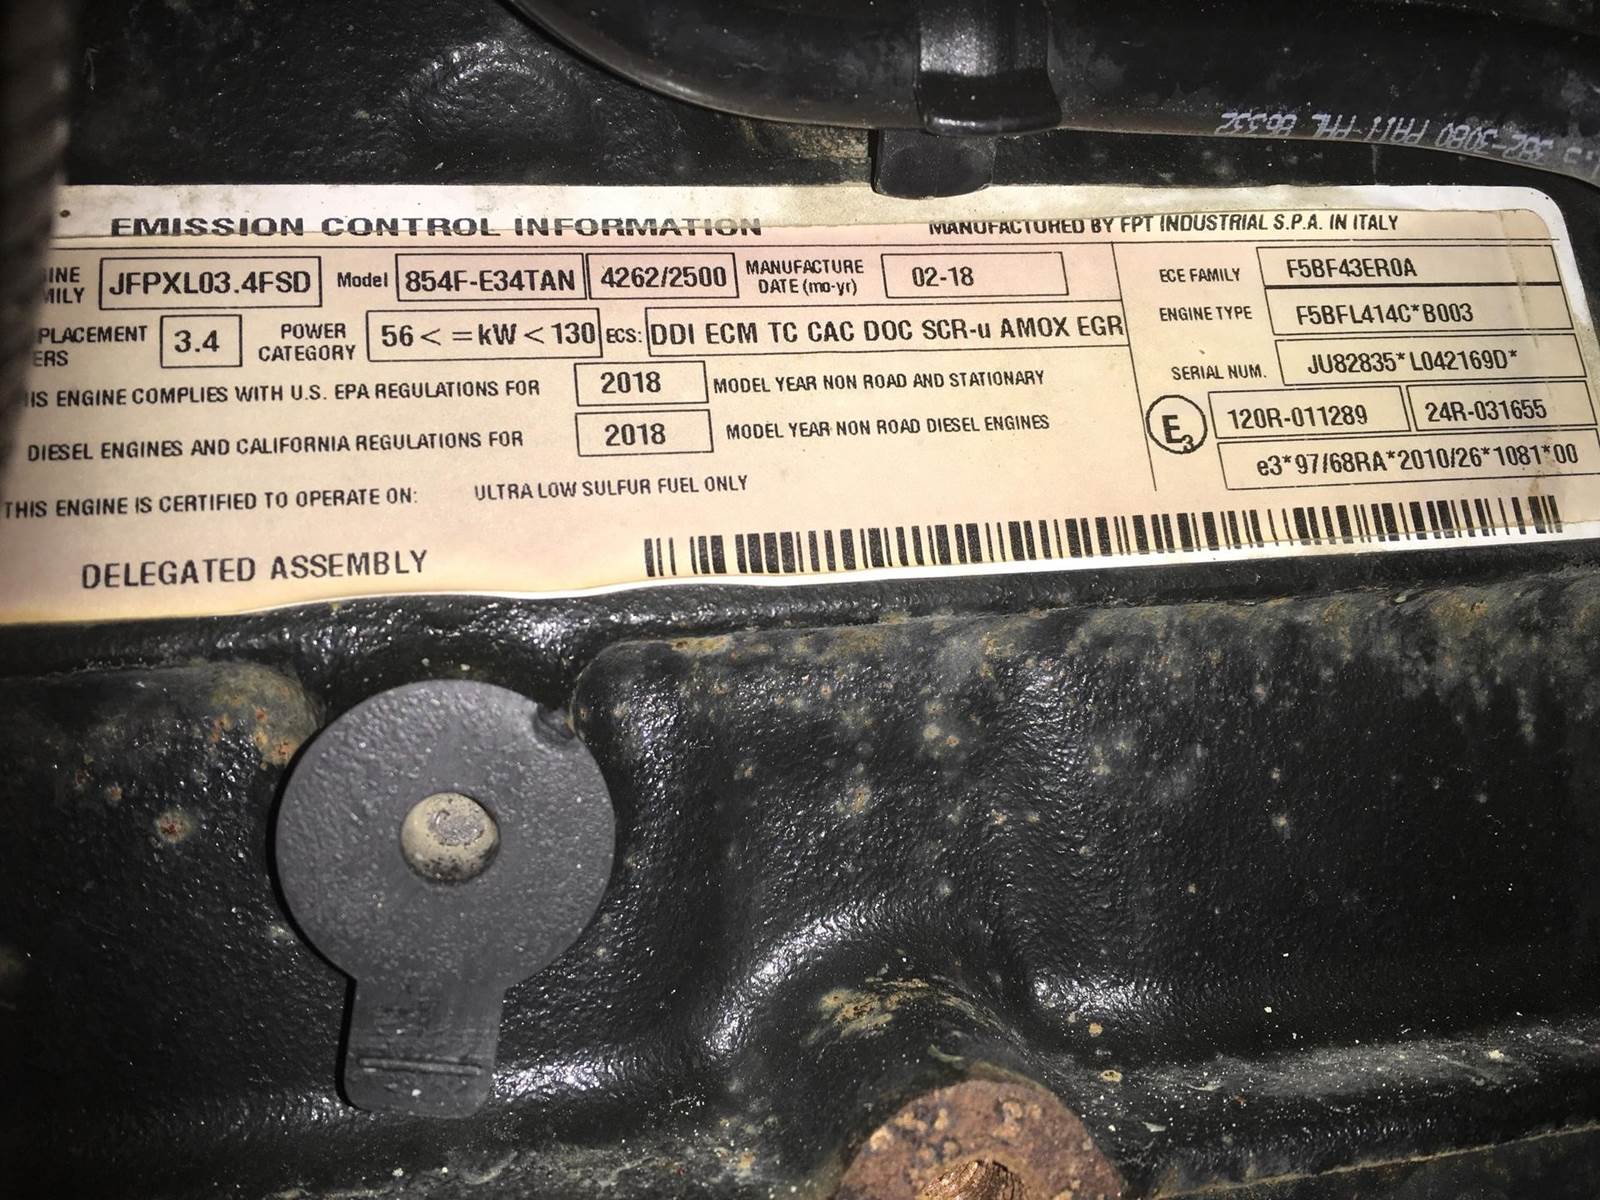 EMISSION CONTROL INFORMATION MANUFACTURED BY FPT INDUSTRIAL S.P.A. IN ITALY
JFPXL03.4FSD Model 854F-E34TAN 4262/2500 MANUFACTURE DATE (mo-yr) 02-18
3.4 POWER CATEGORY 56 < = kW < 130 ECS: DDI ECM TC CAC DOC SCR-u AMOX EGR
ENGINE COMPLIES WITH U.S. EPA REGULATIONS FOR 2018 MODEL YEAR NON ROAD AND STATIONARY
DIESEL ENGINES AND CALIFORNIA REGULATIONS FOR 2018 MODEL YEAR NON ROAD DIESEL ENGINES
THIS ENGINE IS CERTIFIED TO OPERATE ON: ULTRA LOW SULFUR FUEL ONLY
DELEGATED ASSEMBLY
ECE FAMILY F5BF43ER0A
ENGINE TYPE F5BFL414C*B003
SERIAL NUM. JU82835*L042169D*
E3 120R-011289 24R-031655
e3*97/68RA*2010/26*1081*00
382-3080 PA11-PHL 86332